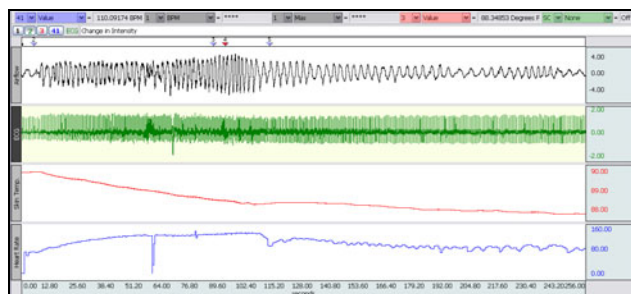 41 Value = 110.09174 BPM 1 BPM = **** 1 Max = **** 3 Value = 88.34853 Degrees F SC None = Off
1 2 3 41 ECG Change in Intensity
Airflow
4.00
0.00
-4.00
ECG
2.00
0.00
-2.00
Skin Temp.
90.00
89.00
88.00
Heart Rate
160.00
80.00
0.00
0.00 12.80 25.60 38.40 51.20 64.00 76.80 89.60 102.40 115.20 128.00 140.80 153.60 166.40 179.20 192.00 204.80 217.60 230.40 243.20 256.00
seconds